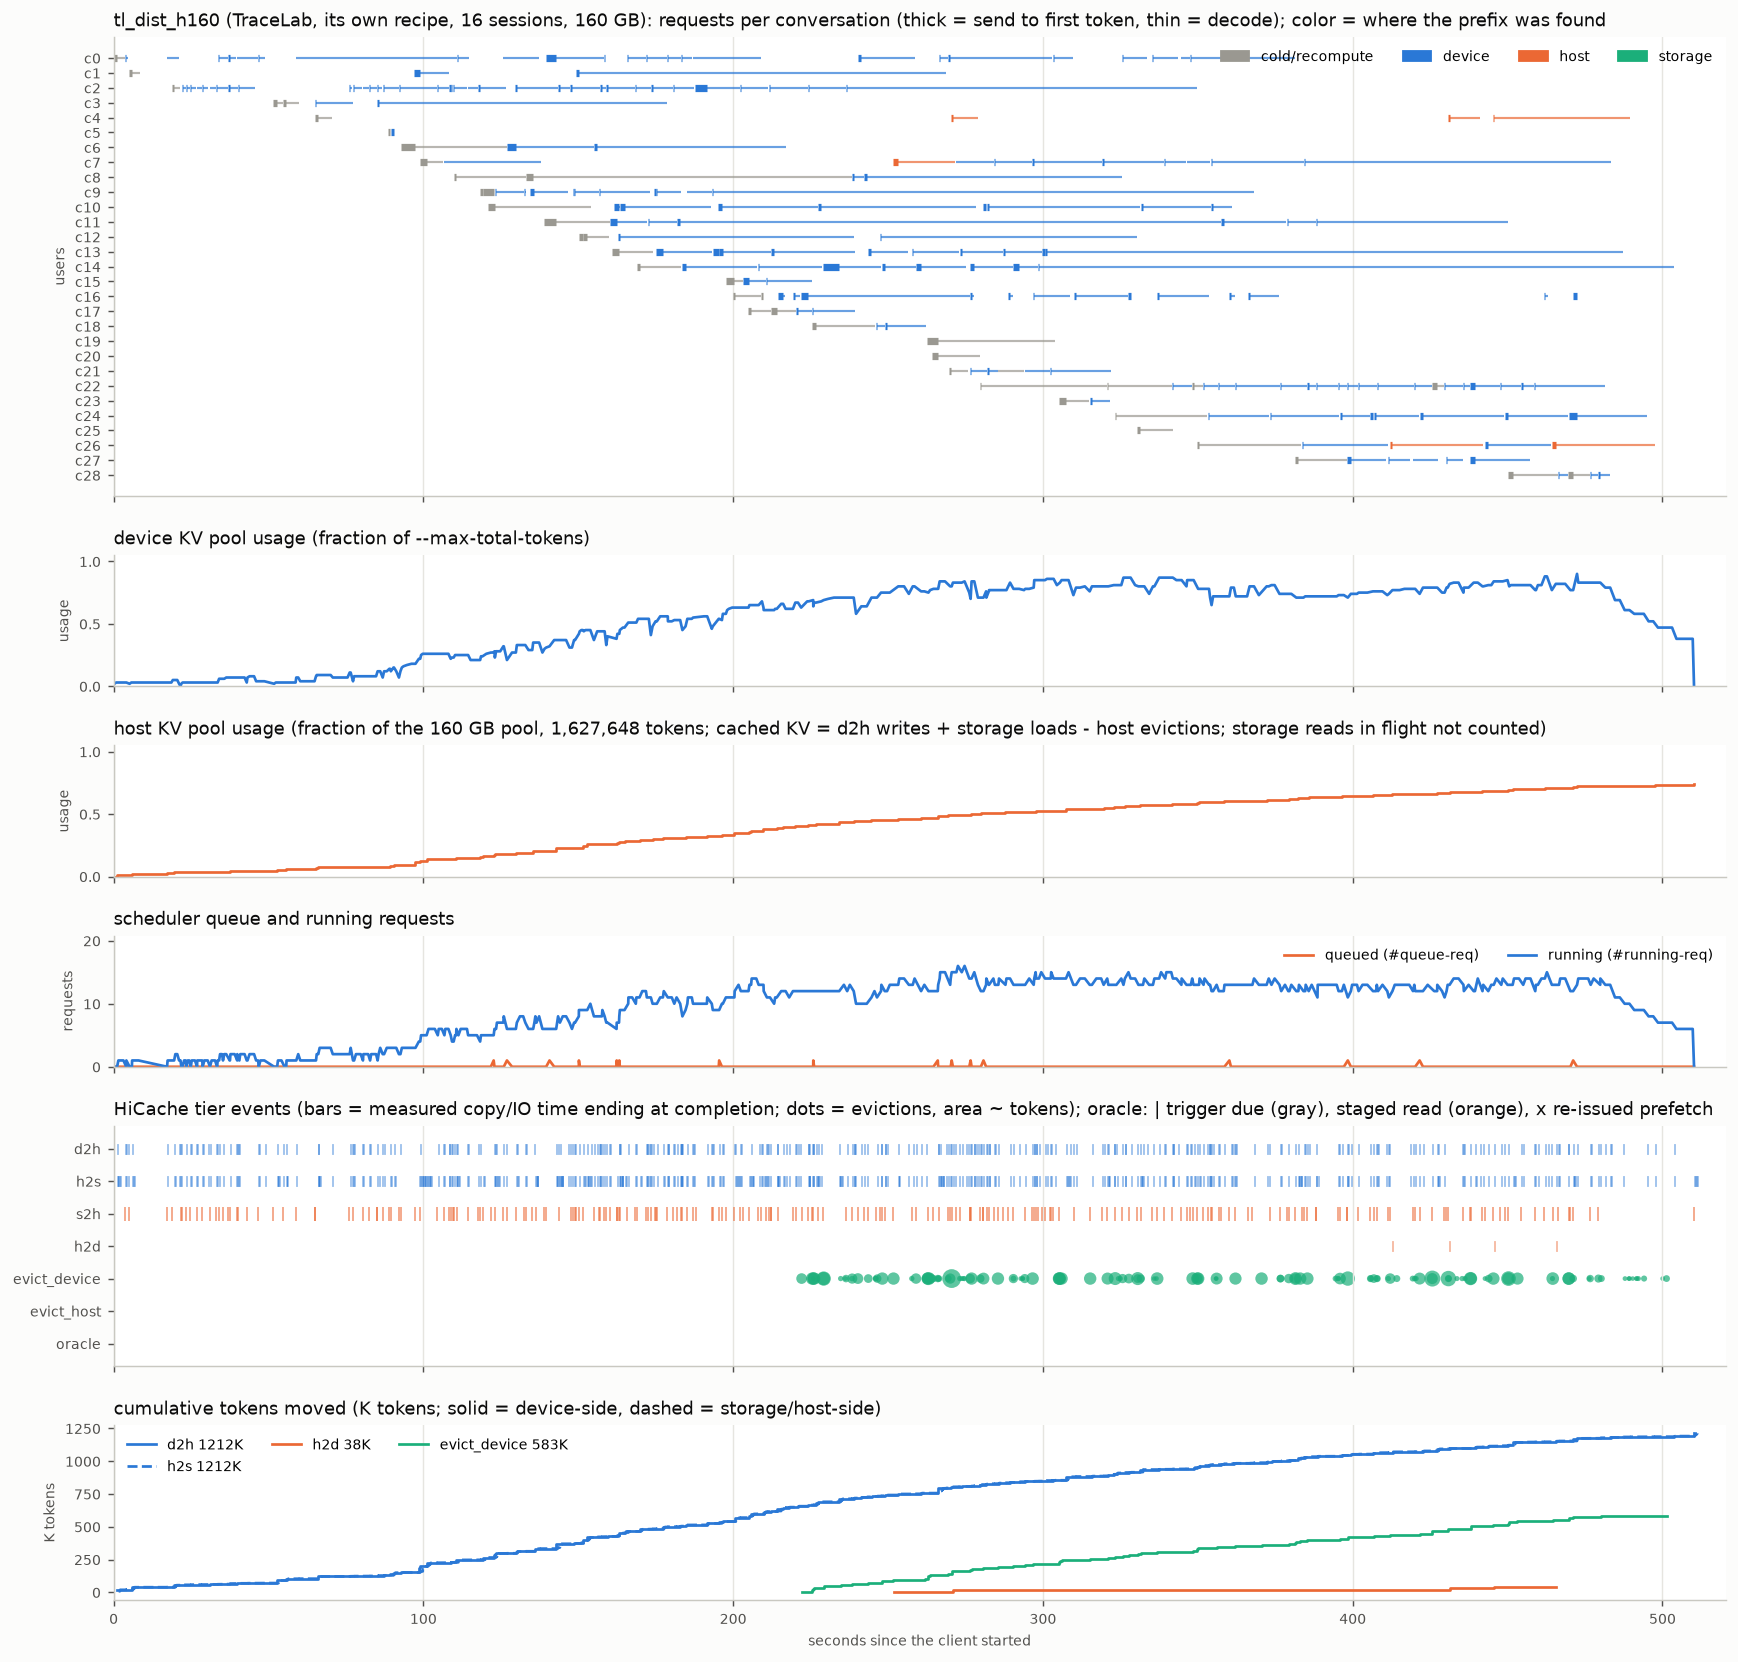 tl_dist_h160 (TraceLab, its own recipe, 16 sessions, 160 GB): requests per conversation (thick = send to first token, thin = decode); color = where the prefix was found
cold/recompute device host storage
users
c0
c1
c2
c3
c4
c5
c6
c7
c8
c9
c10
c11
c12
c13
c14
c15
c16
c17
c18
c19
c20
c21
c22
c23
c24
c25
c26
c27
c28
device KV pool usage (fraction of --max-total-tokens)
usage
1.0
0.5
0.0
host KV pool usage (fraction of the 160 GB pool, 1,627,648 tokens; cached KV = d2h writes + storage loads - host evictions; storage reads in flight not counted)
usage
1.0
0.5
0.0
scheduler queue and running requests
queued (#queue-req) running (#running-req)
requests
20
10
0
HiCache tier events (bars = measured copy/IO time ending at completion; dots = evictions, area ~ tokens); oracle: | trigger due (gray), staged read (orange), x re-issued prefetch
d2h
h2s
s2h
h2d
evict_device
evict_host
oracle
cumulative tokens moved (K tokens; solid = device-side, dashed = storage/host-side)
d2h 1212K h2d 38K evict_device 583K
h2s 1212K
K tokens
1250
1000
750
500
250
0
0 100 200 300 400 500
seconds since the client started